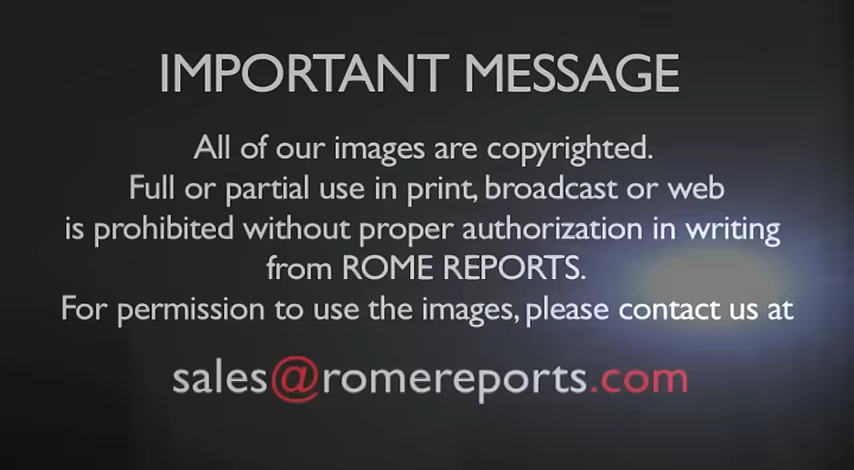 IMPORTANT MESSAGE
All of our images are copyrighted.
Full or partial use in print, broadcast or web
is prohibited without proper authorization in writing
from ROME REPORTS.
For permission to use the images, please contact us at
sales@romereports.com